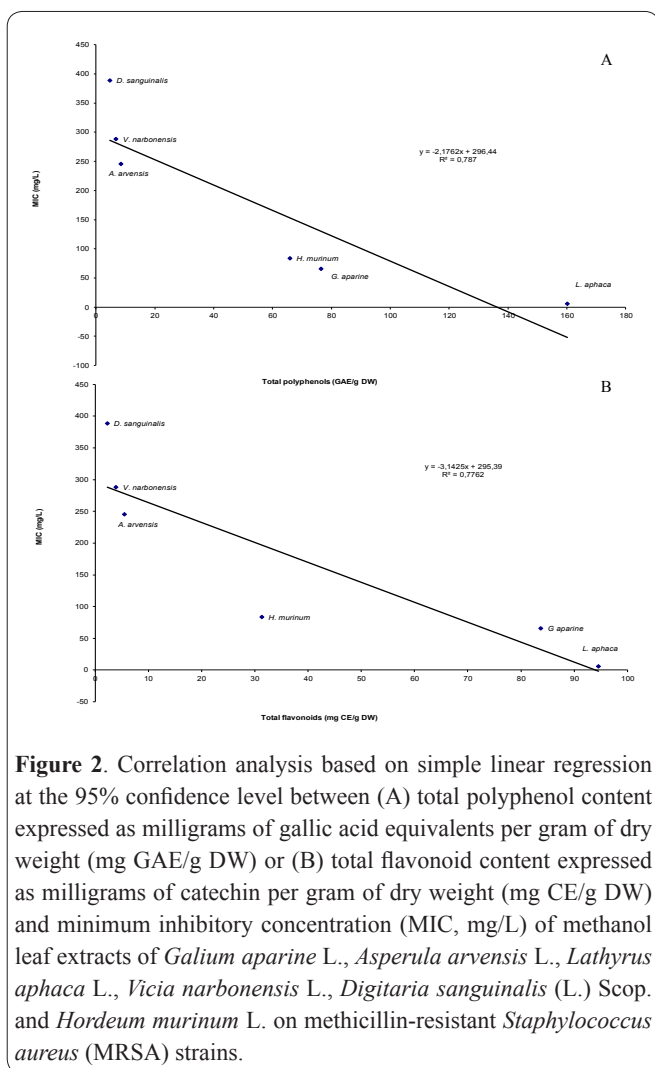 A
450
400
350
300
250
200
150
100
50
0
-50
-100
MIC (mg/L)
D. sanguinalis
V. narbonensis
A. arvensis
y = -2,1762x + 296,44
R² = 0,787
H. murinum
G. aparine
L. aphaca
0 20 40 60 80 100 120 140 160 180
Total polyphenols (GAE/g DW)
B
450
400
350
300
250
200
150
100
50
0
-50
MIC (mg/L)
D. sanguinalis
V. narbonensis
A. arvensis
y = -3,1425x + 295,39
R² = 0,7762
H. murinum
G aparine
L. aphaca
0 10 20 30 40 50 60 70 80 90 100
Total flavonoids (mg CE/g DW)
Figure 2. Correlation analysis based on simple linear regression
at the 95% confidence level between (A) total polyphenol content
expressed as milligrams of gallic acid equivalents per gram of dry
weight (mg GAE/g DW) or (B) total flavonoid content expressed
as milligrams of catechin per gram of dry weight (mg CE/g DW)
and minimum inhibitory concentration (MIC, mg/L) of methanol
leaf extracts of Galium aparine L., Asperula arvensis L., Lathyrus
aphaca L., Vicia narbonensis L., Digitaria sanguinalis (L.) Scop.
and Hordeum murinum L. on methicillin-resistant Staphylococcus
aureus (MRSA) strains.